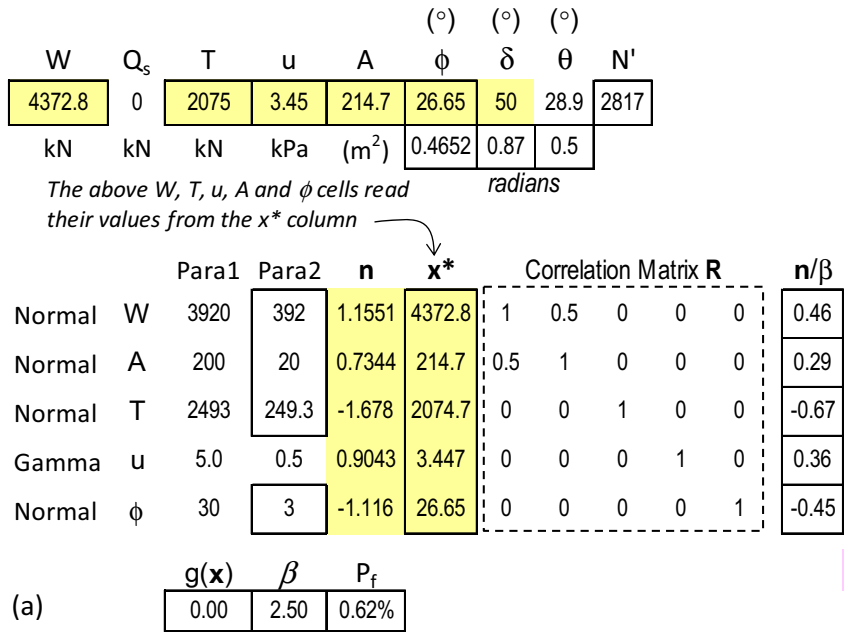 (°) (°) (°)
W Qs T u A ϕ δ θ N'
4372.8 0 2075 3.45 214.7 26.65 50 28.9 2817
kN kN kN kPa (m²) 0.4652 0.87 0.5
radians
The above W, T, u, A and ϕ cells read
their values from the x* column
Para1 Para2 n x* Correlation Matrix R n/β
Normal W 3920 392 1.1551 4372.8 1 0.5 0 0 0 0.46
Normal A 200 20 0.7344 214.7 0.5 1 0 0 0 0.29
Normal T 2493 249.3 -1.678 2074.7 0 0 1 0 0 -0.67
Gamma u 5.0 0.5 0.9043 3.447 0 0 0 1 0 0.36
Normal ϕ 30 3 -1.116 26.65 0 0 0 0 1 -0.45
g(x) β Pf
(a) 0.00 2.50 0.62%